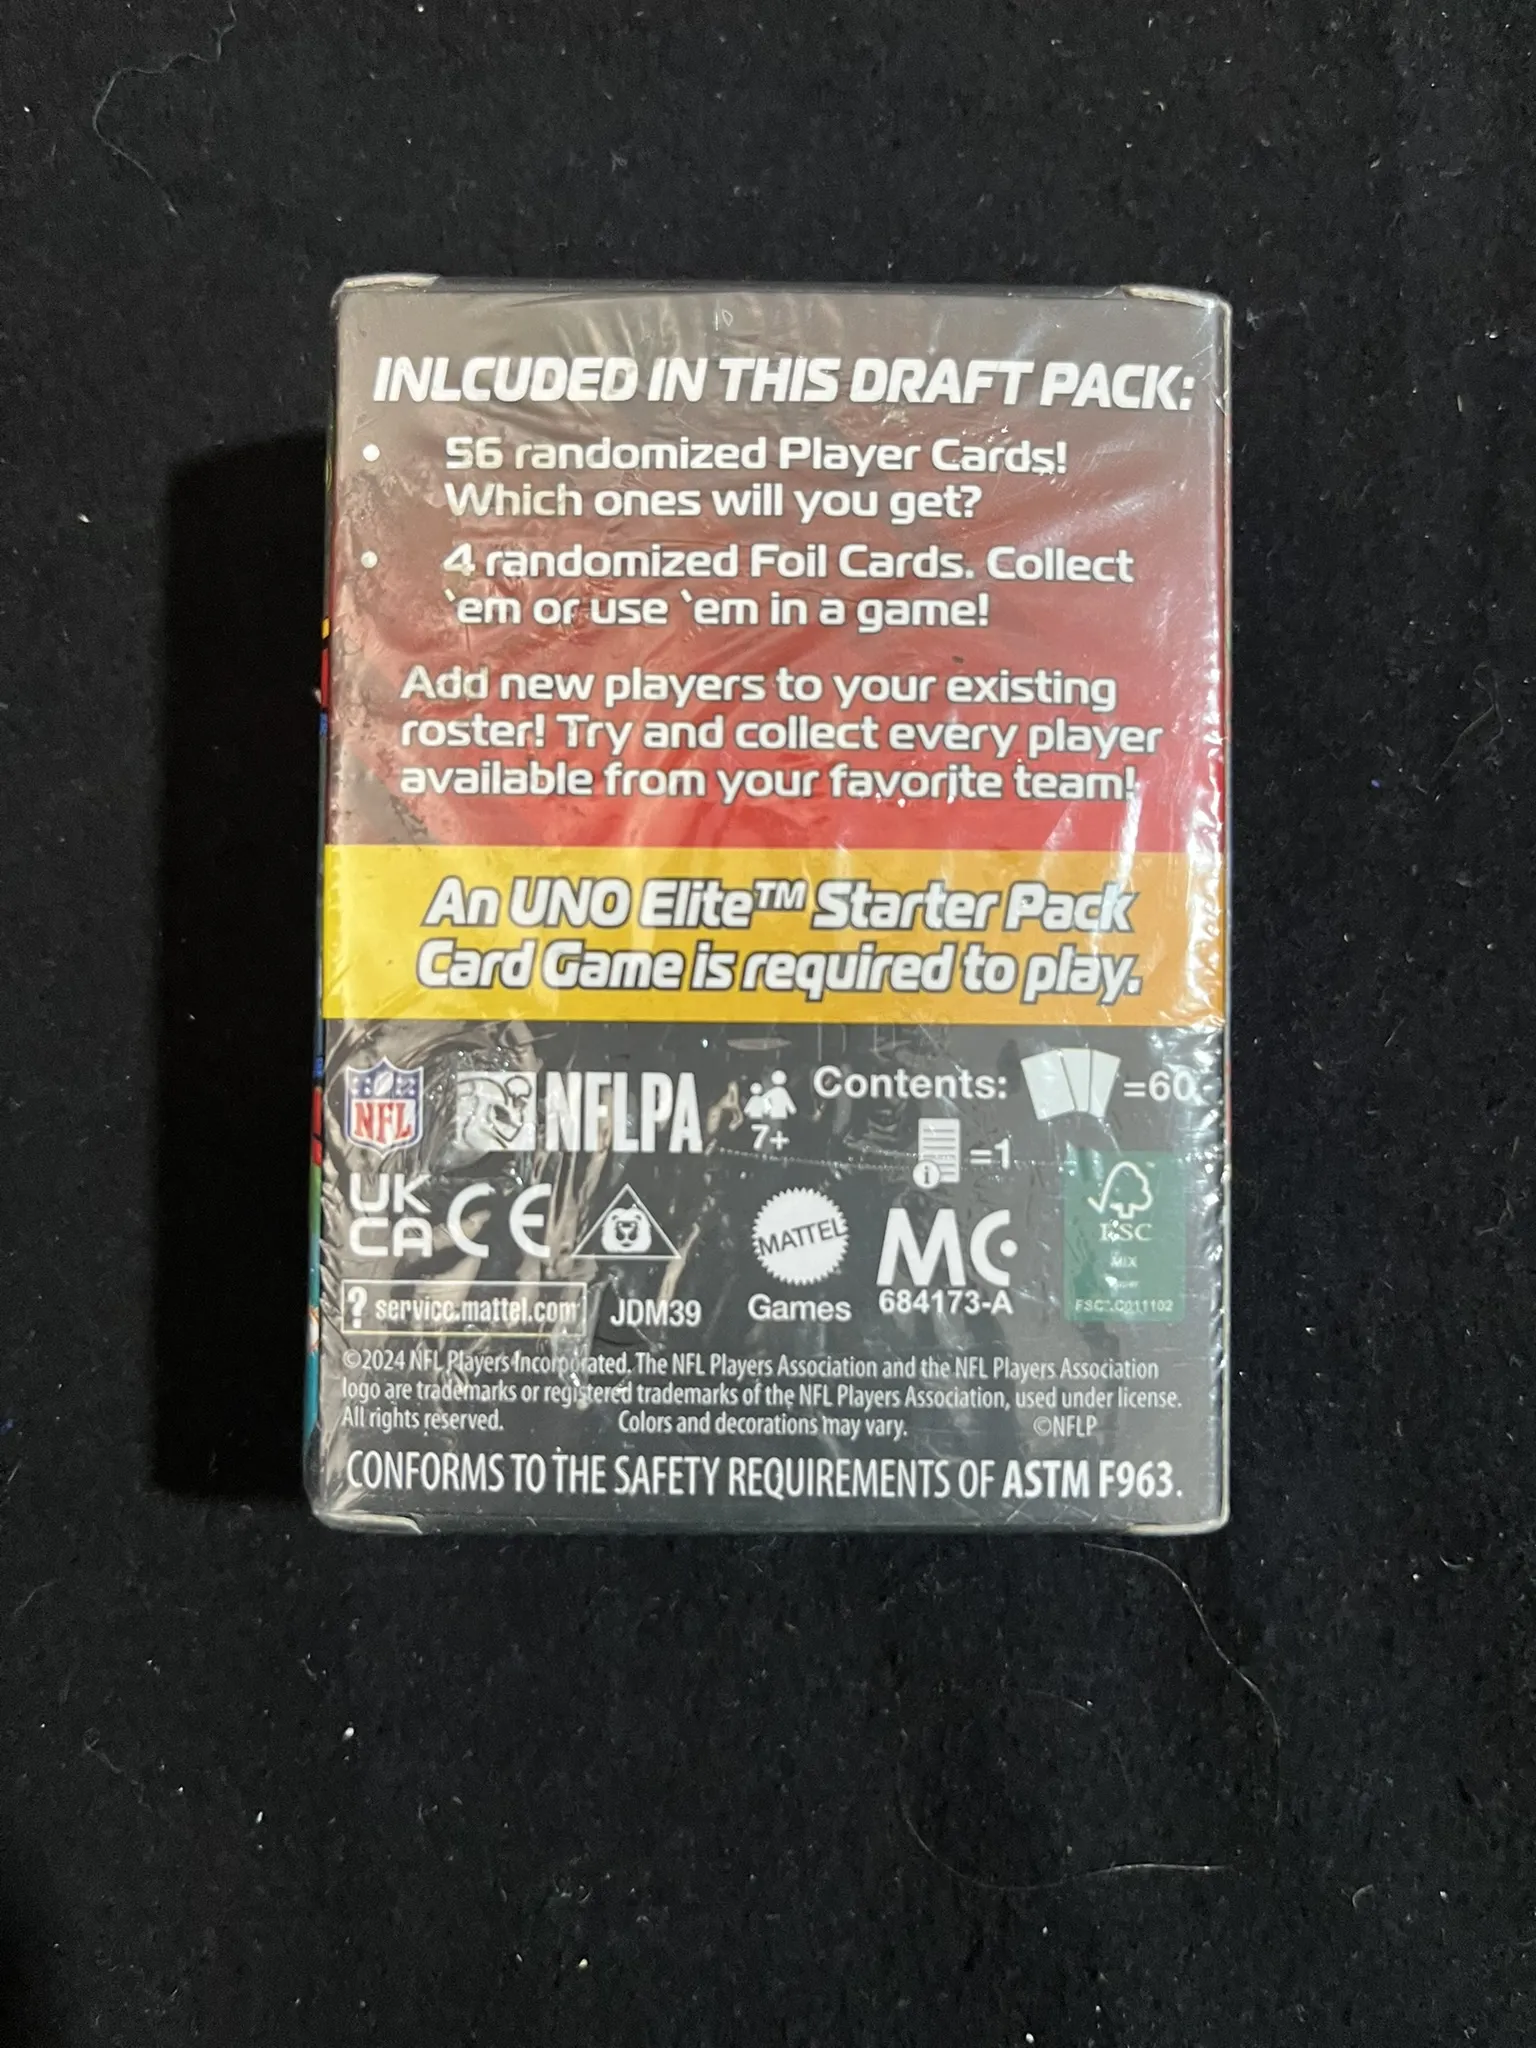 INLCUDED IN THIS DRAFT PACK:
• 56 randomized Player Cards!
Which ones will you get?
• 4 randomized Foil Cards. Collect
`em or use `em in a game!
Add new players to your existing
roster! Try and collect every player
available from your favorite team!
An UNO Elite™ Starter Pack
Card Game is required to play.
NFL
NFLPA
7+
Contents: =60
=1
UK
CA CE
MATTEL
Games
MC
684173-A
FSC
MIX
Paper
FSC® C011102
? service.mattel.com
JDM39
©2024 NFL Players Incorporated. The NFL Players Association and the NFL Players Association
logo are trademarks or registered trademarks of the NFL Players Association, used under license.
All rights reserved. Colors and decorations may vary. ©NFLP
CONFORMS TO THE SAFETY REQUIREMENTS OF ASTM F963.